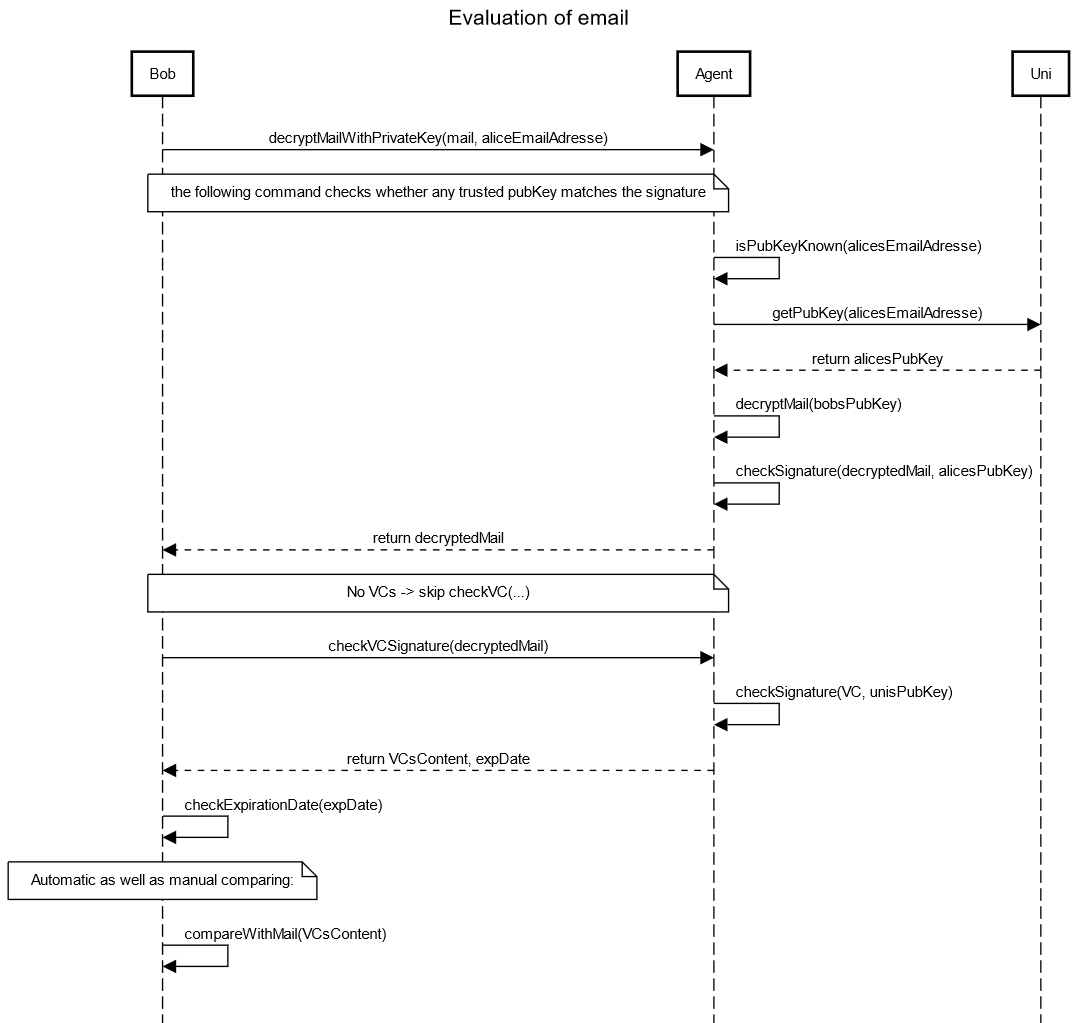 Evaluation of email
Bob
Agent
Uni
decryptMailWithPrivateKey(mail, aliceEmailAdresse)
the following command checks whether any trusted pubKey matches the signature
isPubKeyKnown(alicesEmailAdresse)
getPubKey(alicesEmailAdresse)
return alicesPubKey
decryptMail(bobsPubKey)
checkSignature(decryptedMail, alicesPubKey)
return decryptedMail
No VCs -> skip checkVC(...)
checkVCSignature(decryptedMail)
checkSignature(VC, unisPubKey)
return VCsContent, expDate
checkExpirationDate(expDate)
Automatic as well as manual comparing:
compareWithMail(VCsContent)